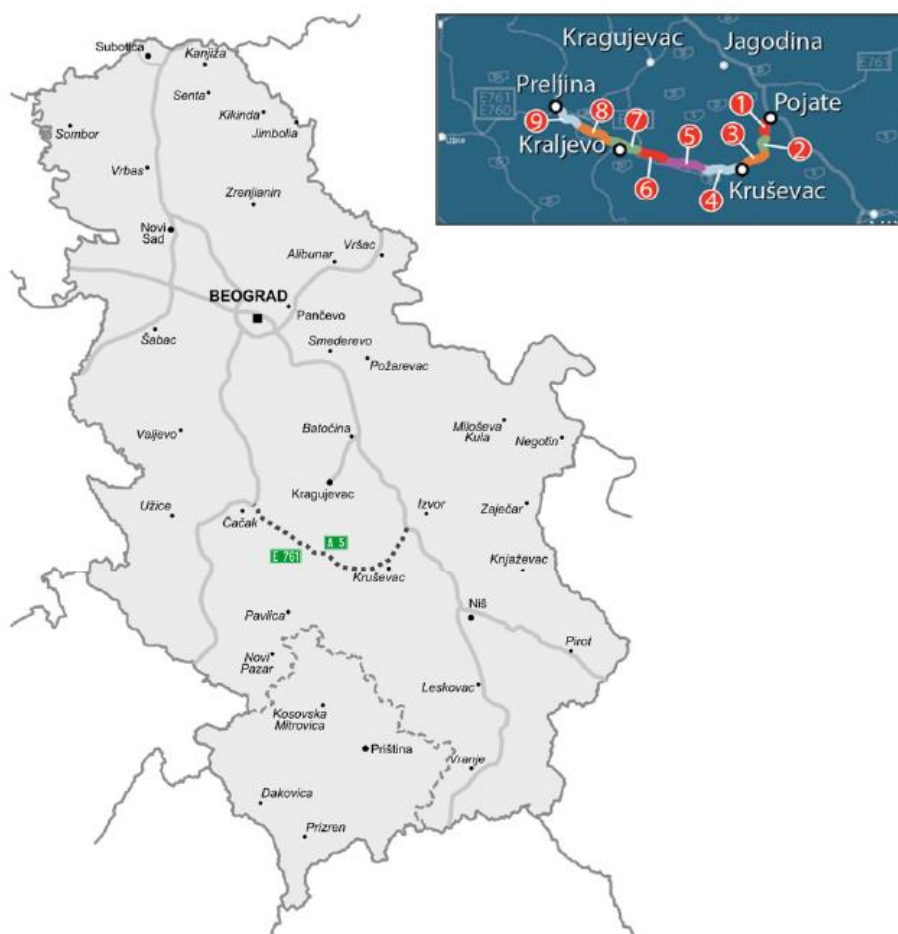 Subotica
Kanjiža
Senta
Kikinda
Jimbolia
Sombor
Vrbas
Zrenjianin
Novi
Sad
Alibunar
Vršac
BEOGRAD
Pančevo
Šabac
Smederevo
Požarevac
Valjevo
Batočina
Miloševa
Kula
Negotin
Užice
Kragujevac
Izvor
Zaječar
Čačak
E 761
A 5
Kruševac
Knjaževac
Pavlica
Niš
Pirot
Novi
Pazar
Leskovac
Kosovska
Mitrovica
Priština
Vranje
Dakovica
Prizren
Kragujevac
Jagodina
E761
E761
E760
Preljina
Pojate
1
2
3
4
5
6
7
8
9
Kraljevo
Kruševac